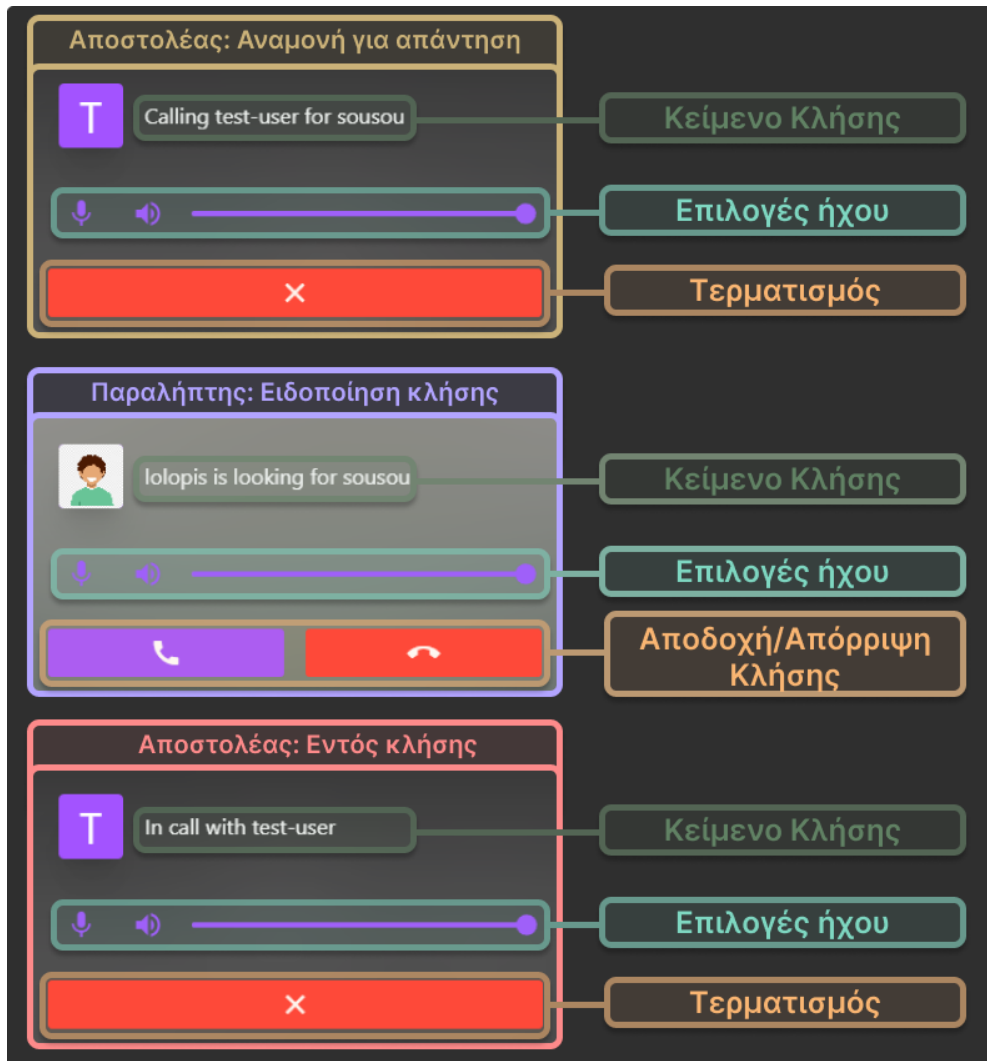 Αποστολέας: Αναμονή για απάντηση
T
Calling test-user for sousou
Κείμενο Κλήσης
Επιλογές ήχου
Τερματισμός
Παραλήπτης: Ειδοποίηση κλήσης
lolopis is looking for sousou
Κείμενο Κλήσης
Επιλογές ήχου
Αποδοχή/Απόρριψη
Κλήσης
Αποστολέας: Εντός κλήσης
T
In call with test-user
Κείμενο Κλήσης
Επιλογές ήχου
Τερματισμός